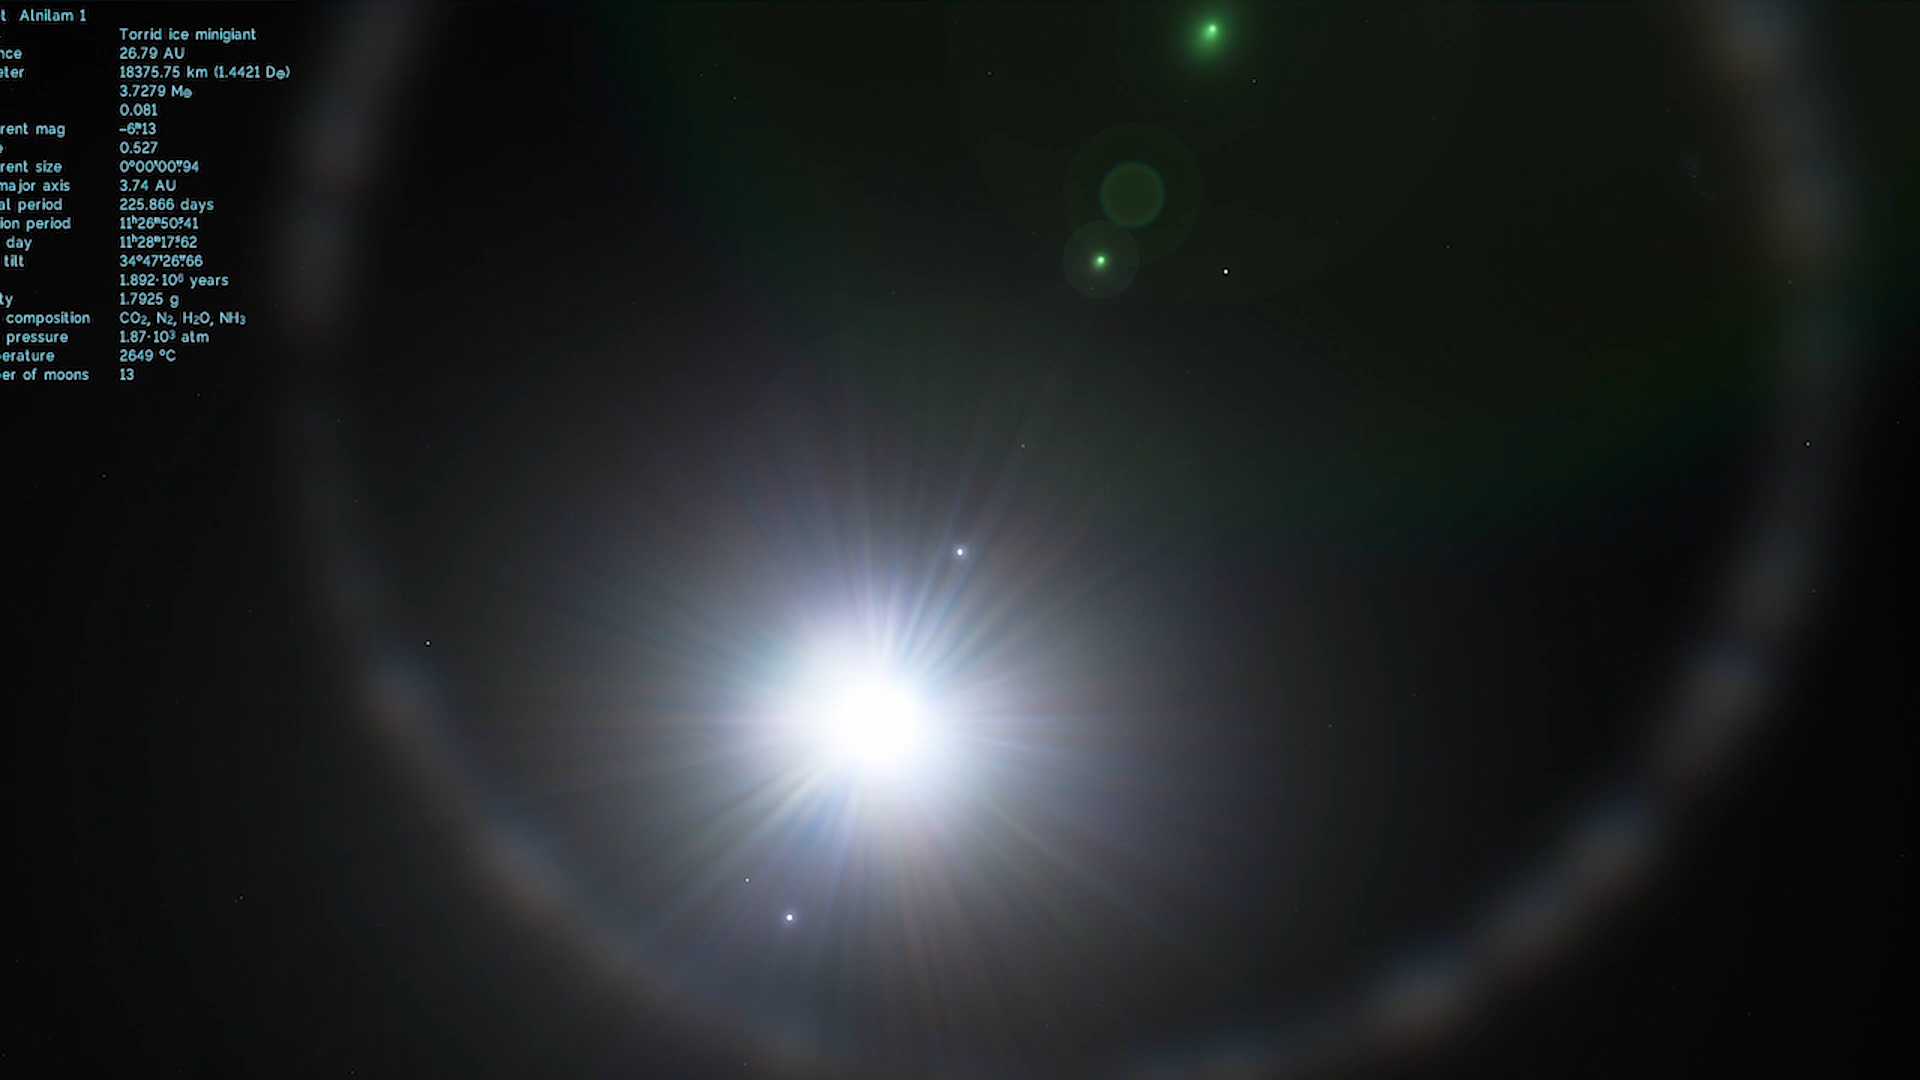 t Alnilam 1
Torrid ice minigiant
nce 26.79 AU
eter 18375.75 km (1.4421 D⊕)
3.7279 M⊕
0.081
rent mag -6ᵐ13
e 0.527
rent size 0°00'00"94
major axis 3.74 AU
al period 225.866 days
ion period 11ʰ26ᵐ50ˢ41
day 11ʰ28ᵐ17ˢ62
tilt 34°47'26"66
1.892·10⁶ years
ty 1.7925 g
composition CO₂, N₂, H₂O, NH₃
pressure 1.87·10³ atm
erature 2649 °C
er of moons 13